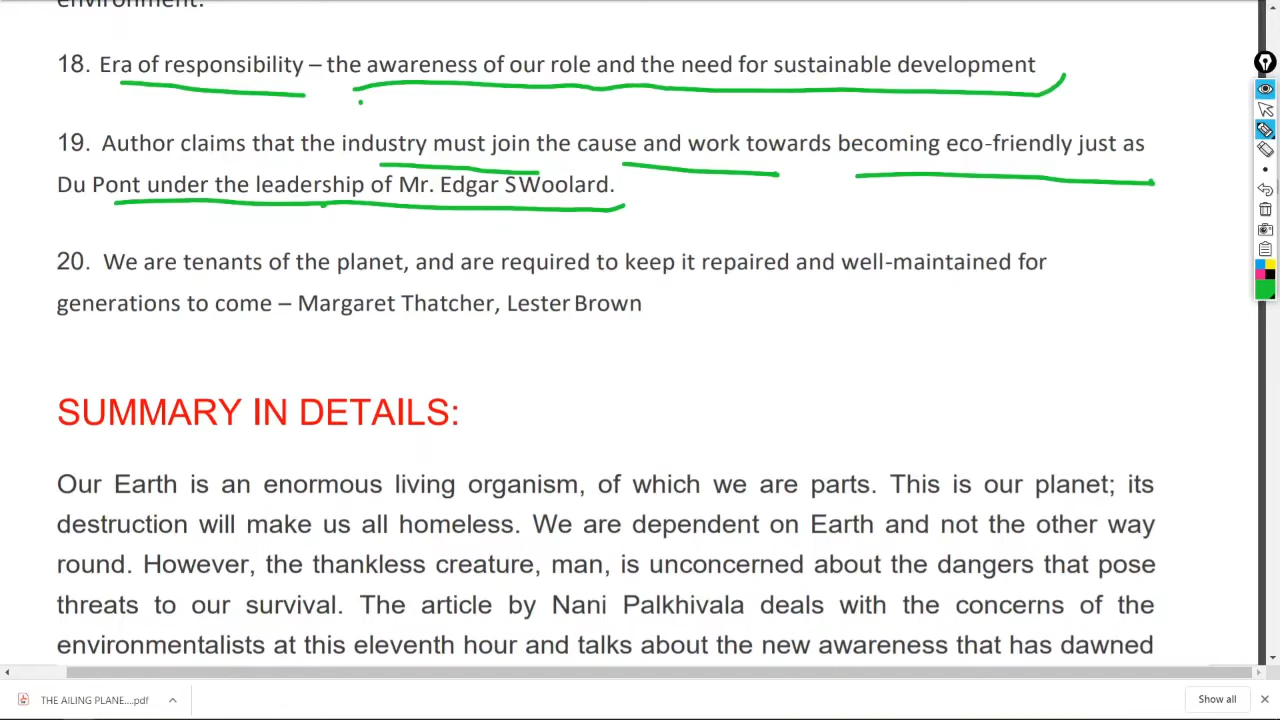 environment.
18. Era of responsibility – the awareness of our role and the need for sustainable development
19. Author claims that the industry must join the cause and work towards becoming eco-friendly just as
Du Pont under the leadership of Mr. Edgar S Woolard.
20. We are tenants of the planet, and are required to keep it repaired and well-maintained for
generations to come – Margaret Thatcher, Lester Brown
SUMMARY IN DETAILS:
Our Earth is an enormous living organism, of which we are parts. This is our planet; its
destruction will make us all homeless. We are dependent on Earth and not the other way
round. However, the thankless creature, man, is unconcerned about the dangers that pose
threats to our survival. The article by Nani Palkhivala deals with the concerns of the
environmentalists at this eleventh hour and talks about the new awareness that has dawned
THE AILING PLANE....pdf
Show all